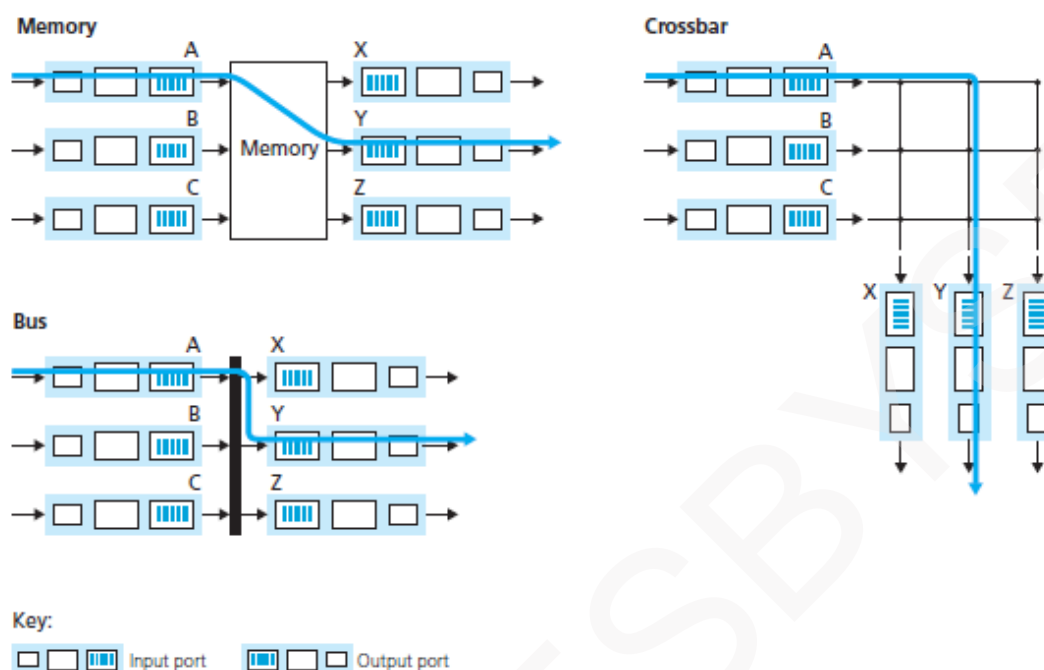 Memory
A
X
B
Y
Memory
C
Z
Crossbar
A
B
C
X
Y
Z
Bus
A
X
B
Y
C
Z
Key:
Input port
Output port